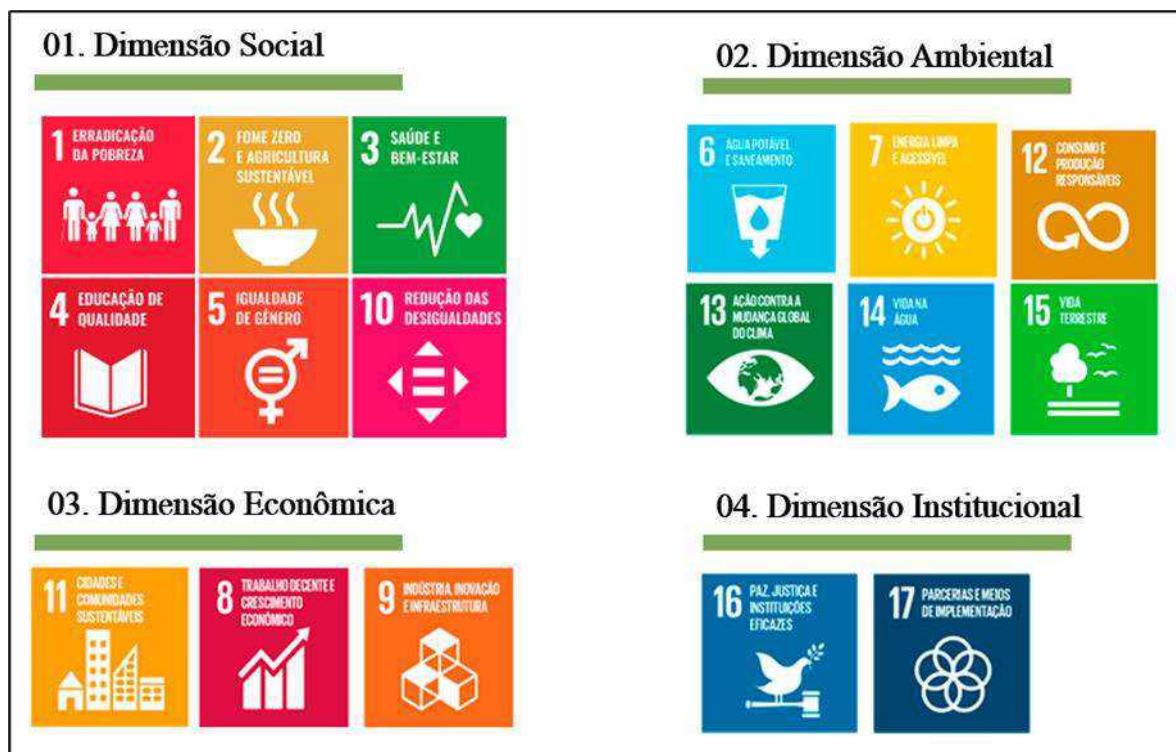 01. Dimensão Social
1 ERRADICAÇÃO
DA POBREZA
2 FOME ZERO
E AGRICULTURA
SUSTENTÁVEL
3 SAÚDE E
BEM-ESTAR
4 EDUCAÇÃO DE
QUALIDADE
5 IGUALDADE
DE GÊNERO
10 REDUÇÃO DAS
DESIGUALDADES
02. Dimensão Ambiental
6 ÁGUA POTÁVEL
E SANEAMENTO
7 ENERGIA LIMPA
E ACESSÍVEL
12 CONSUMO E
PRODUÇÃO
RESPONSÁVEIS
13 AÇÃO CONTRA A
MUDANÇA GLOBAL
DO CLIMA
14 VIDA NA
ÁGUA
15 VIDA
TERRESTRE
03. Dimensão Econômica
11 CIDADES E
COMUNIDADES
SUSTENTÁVEIS
8 TRABALHO DECENTE E
CRESCIMENTO
ECONÔMICO
9 INDÚSTRIA, INOVAÇÃO
E INFRAESTRUTURA
04. Dimensão Institucional
16 PAZ, JUSTIÇA E
INSTITUIÇÕES
EFICAZES
17 PARCERIAS E MEIOS
DE IMPLEMENTAÇÃO